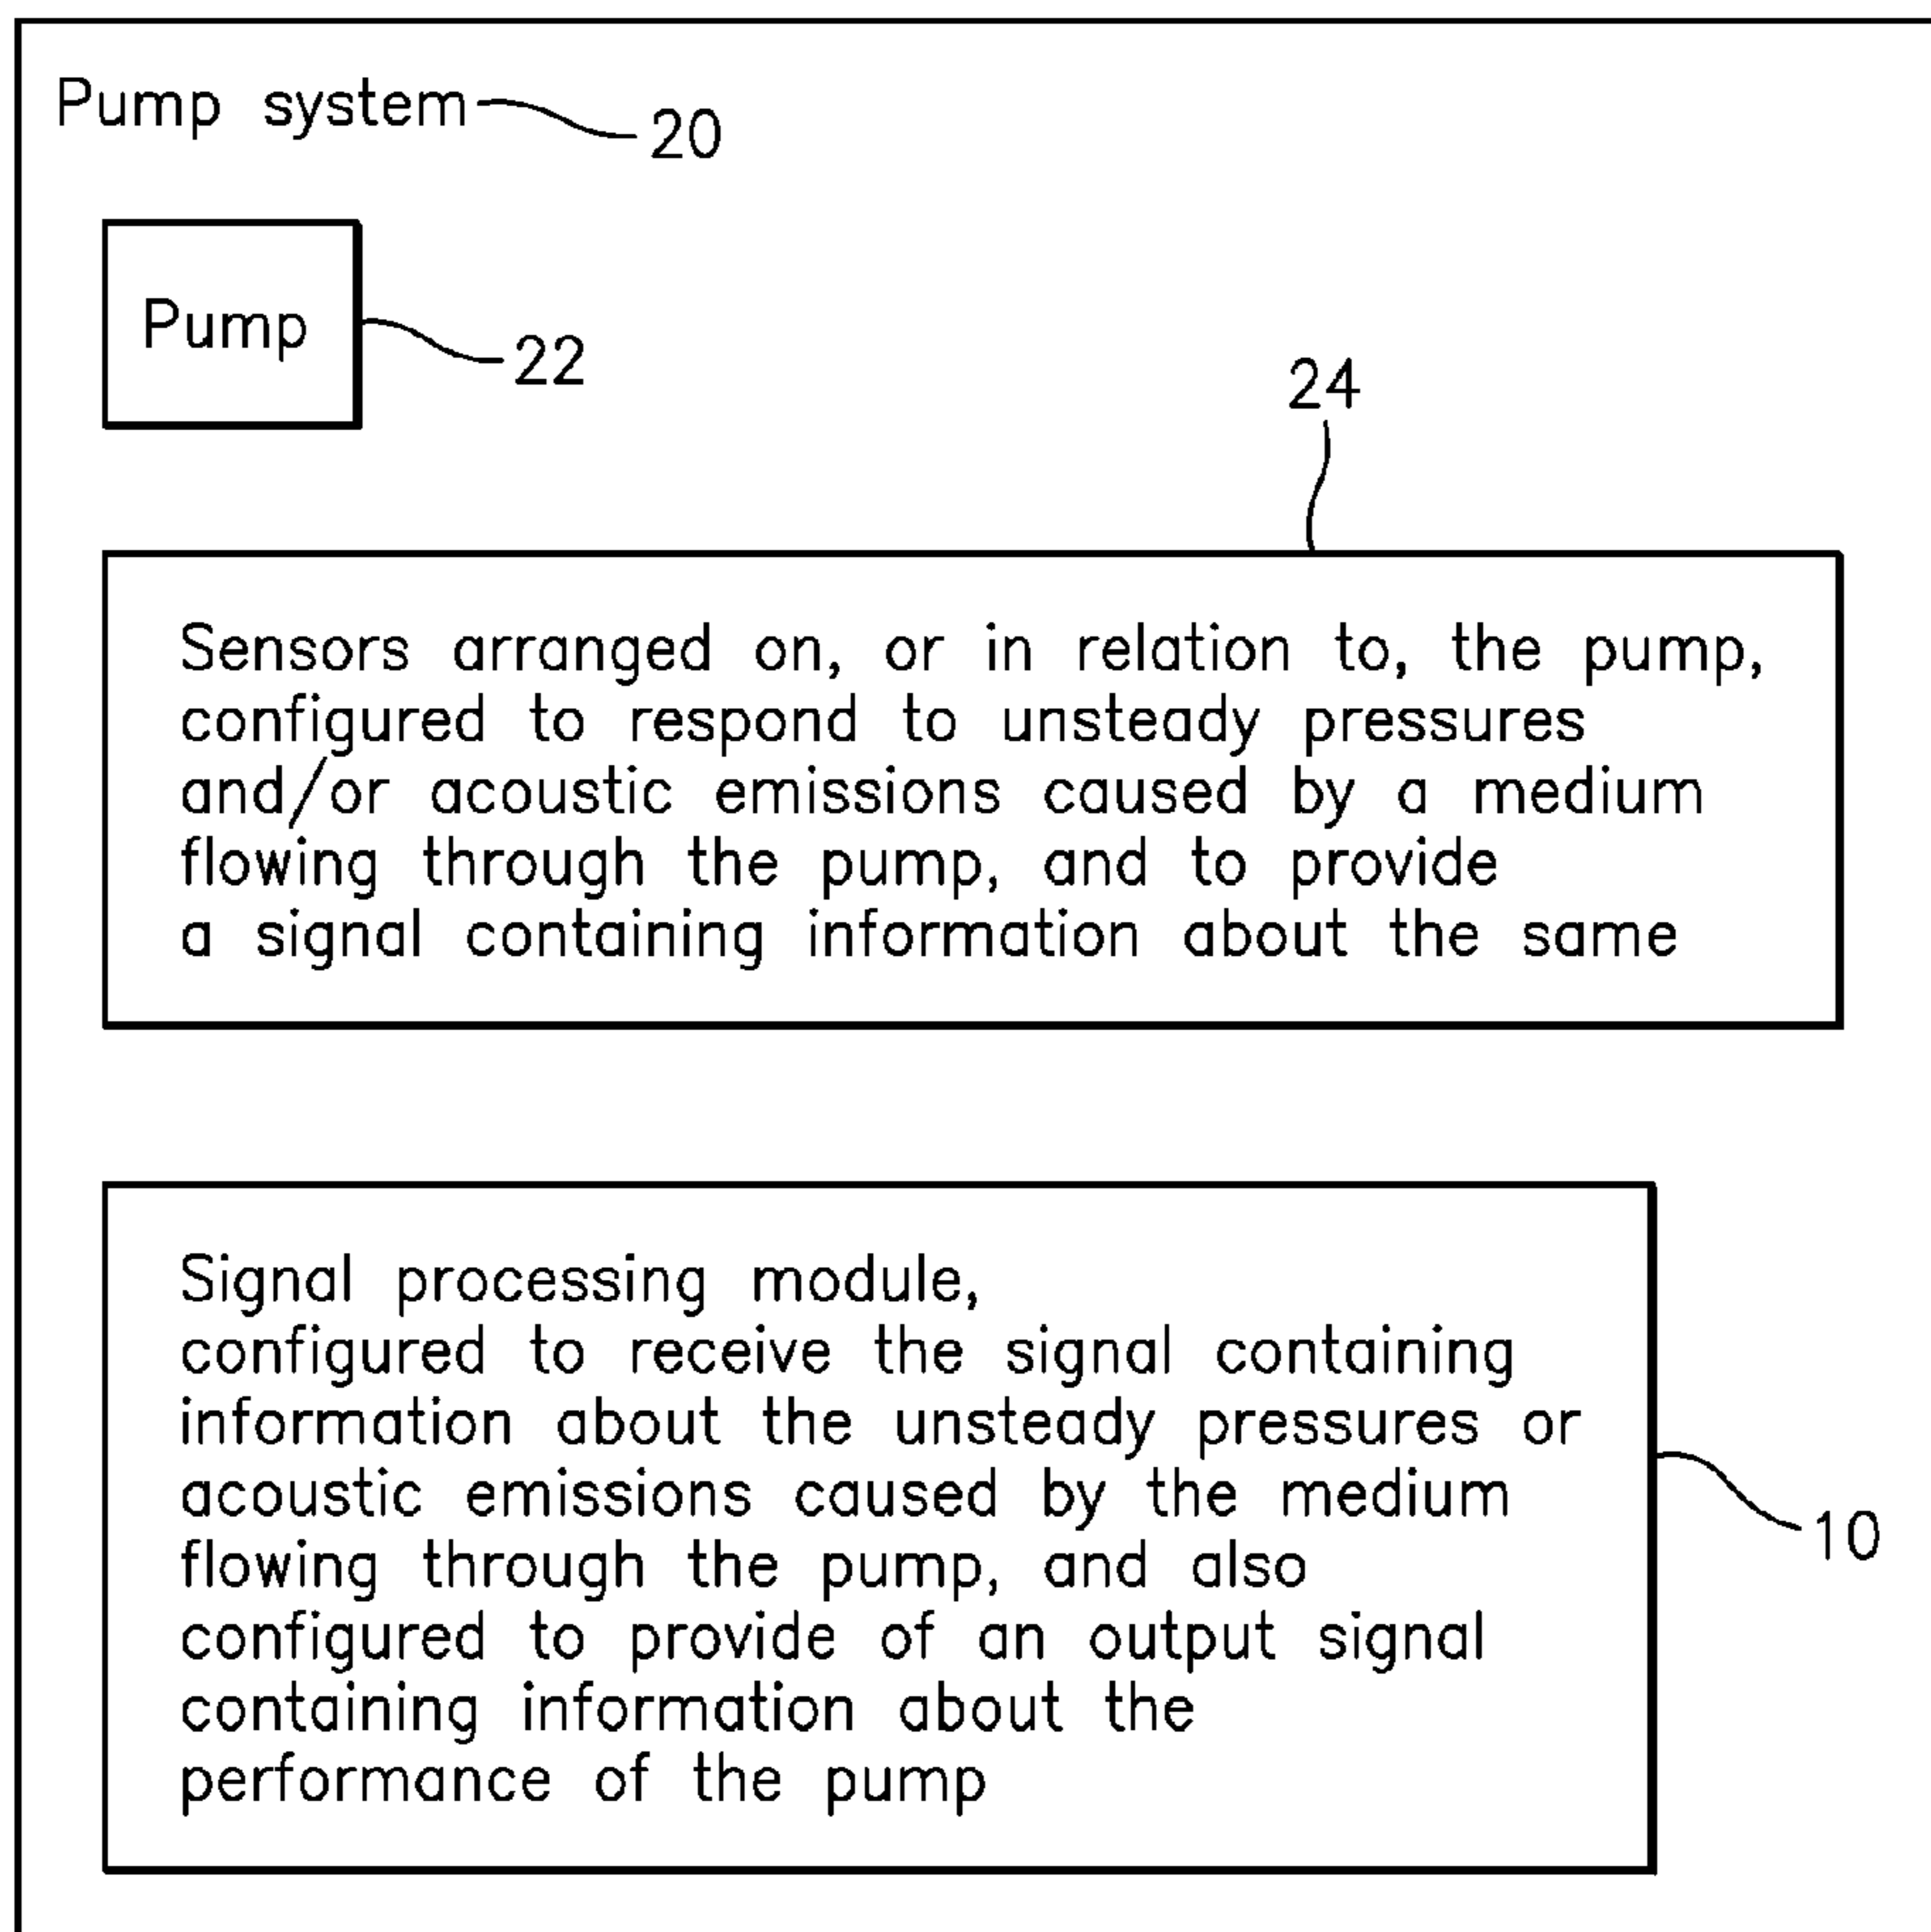 Pump system 20
Pump
22
24
Sensors arranged on, or in relation to, the pump,
configured to respond to unsteady pressures
and/or acoustic emissions caused by a medium
flowing through the pump, and to provide
a signal containing information about the same
Signal processing module,
configured to receive the signal containing
information about the unsteady pressures or
acoustic emissions caused by the medium
flowing through the pump, and also
configured to provide of an output signal
containing information about the
performance of the pump
10